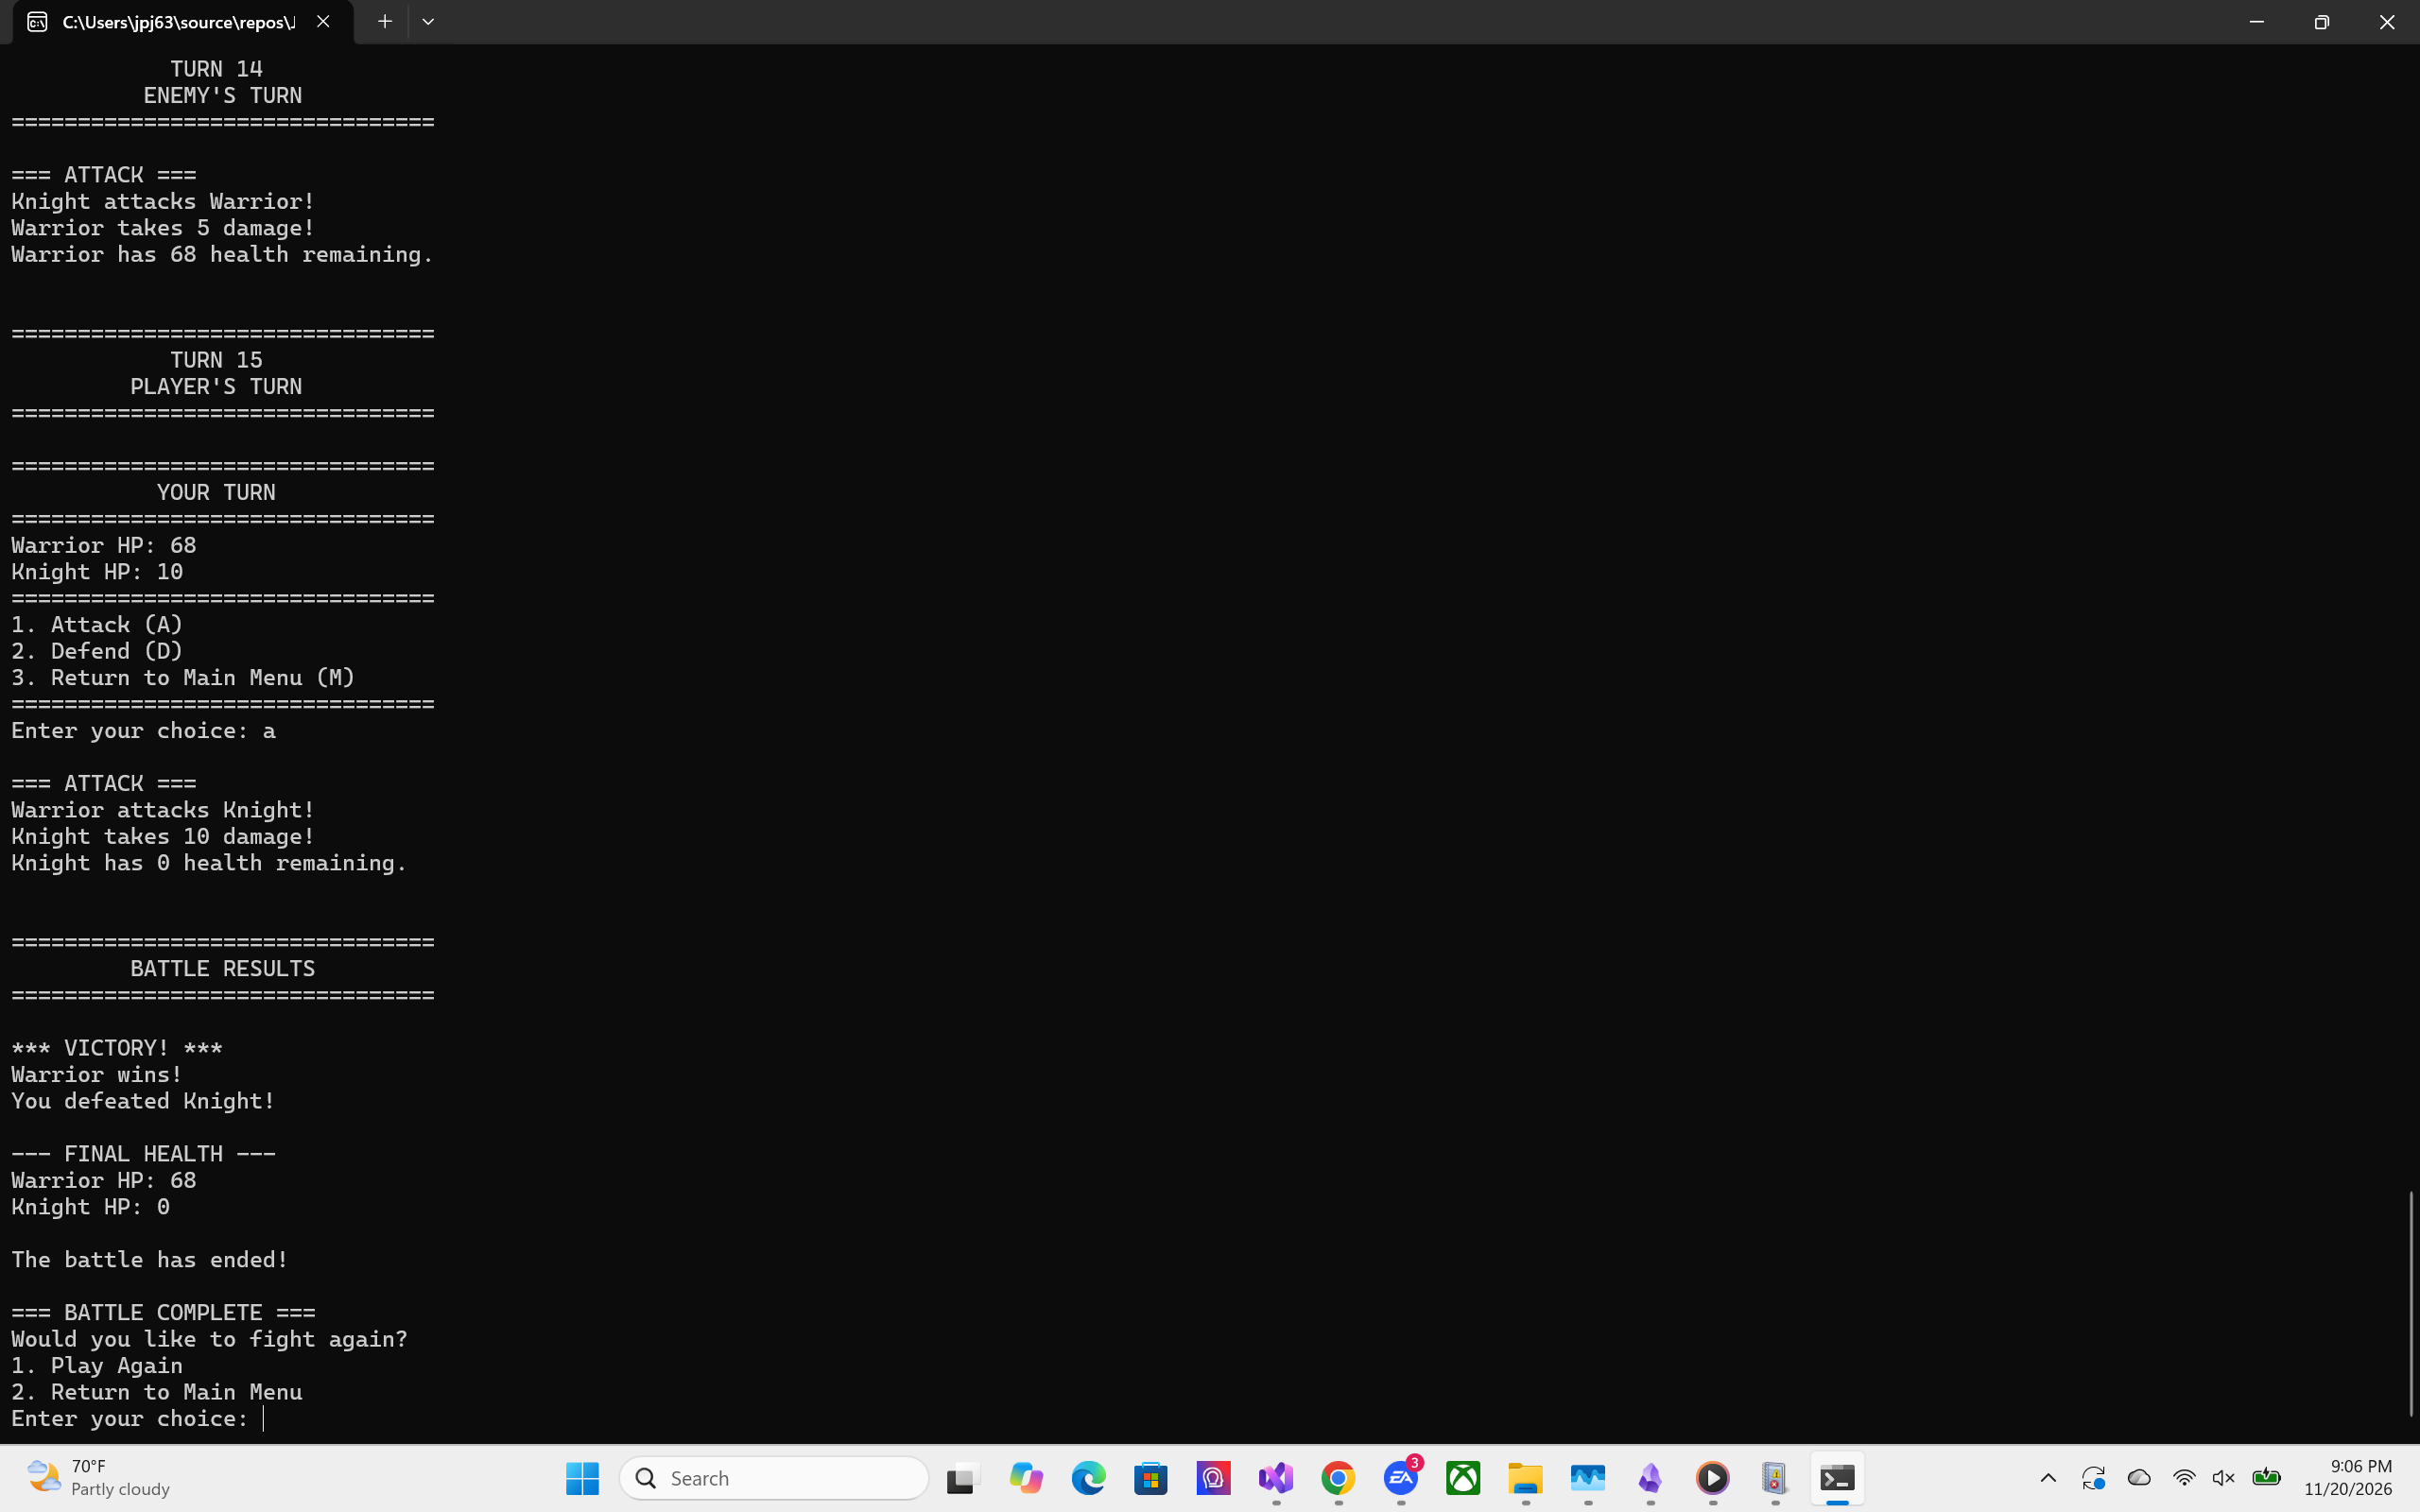 C:\Users\jpj63\source\repos\J
TURN 14
ENEMY'S TURN
================================
=== ATTACK ===
Knight attacks Warrior!
Warrior takes 5 damage!
Warrior has 68 health remaining.
================================
TURN 15
PLAYER'S TURN
================================
================================
YOUR TURN
================================
Warrior HP: 68
Knight HP: 10
================================
1. Attack (A)
2. Defend (D)
3. Return to Main Menu (M)
================================
Enter your choice: a
=== ATTACK ===
Warrior attacks Knight!
Knight takes 10 damage!
Knight has 0 health remaining.
================================
BATTLE RESULTS
================================
*** VICTORY! ***
Warrior wins!
You defeated Knight!
--- FINAL HEALTH ---
Warrior HP: 68
Knight HP: 0
The battle has ended!
=== BATTLE COMPLETE ===
Would you like to fight again?
1. Play Again
2. Return to Main Menu
Enter your choice:
70°F
Partly cloudy
Search
EA
3
9:06 PM
11/20/2026